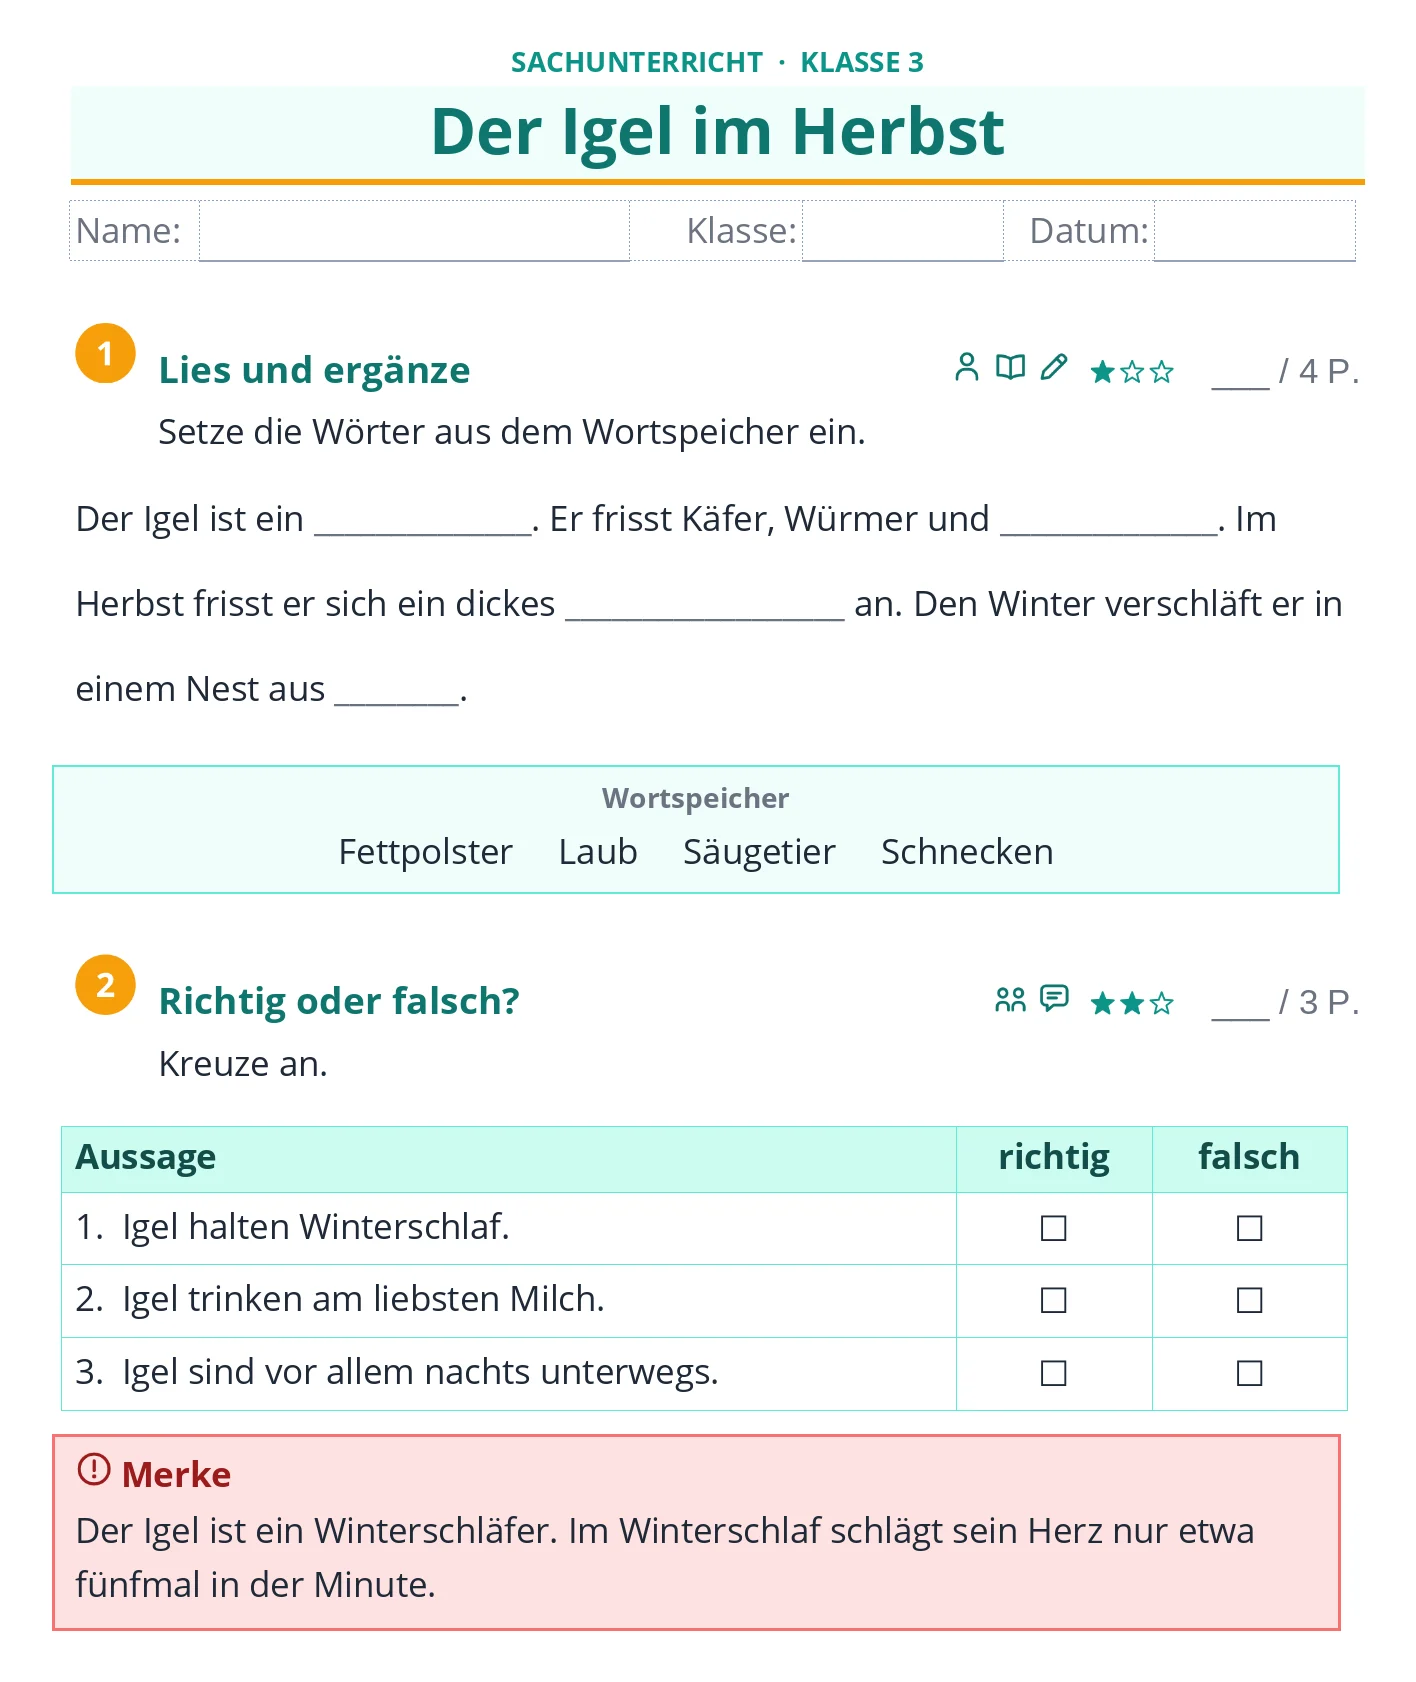 SACHUNTERRICHT · KLASSE 3
Der Igel im Herbst
Name: Klasse: Datum:
1 Lies und ergänze ★☆☆ ___ / 4 P.
Setze die Wörter aus dem Wortspeicher ein.
Der Igel ist ein ______________. Er frisst Käfer, Würmer und ______________. Im
Herbst frisst er sich ein dickes __________________ an. Den Winter verschläft er in
einem Nest aus ________.
Wortspeicher
Fettpolster Laub Säugetier Schnecken
2 Richtig oder falsch? ★★☆ ___ / 3 P.
Kreuze an.
Aussage richtig falsch
1. Igel halten Winterschlaf. ☐ ☐
2. Igel trinken am liebsten Milch. ☐ ☐
3. Igel sind vor allem nachts unterwegs. ☐ ☐
Merke
Der Igel ist ein Winterschläfer. Im Winterschlaf schlägt sein Herz nur etwa
fünfmal in der Minute.